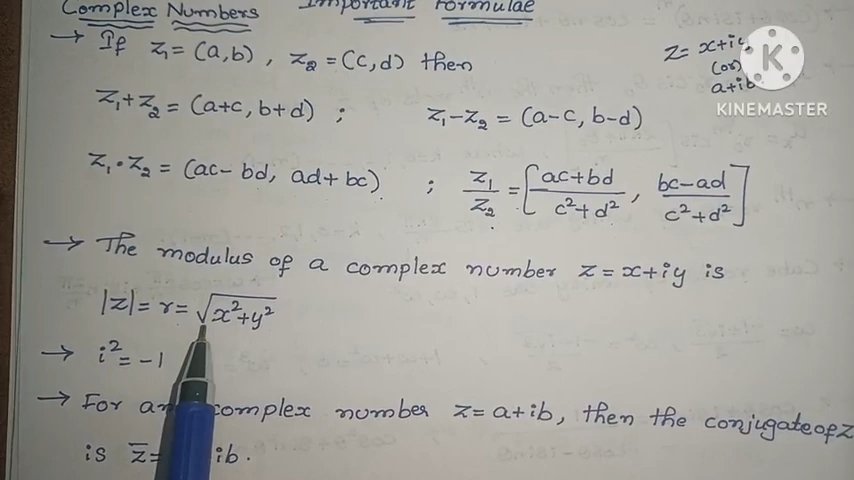 Complex Numbers Important Formulae
→ If z₁ = (a,b) , z₂ = (c,d) then
z = x+iy
(or)
a+ib
KINEMASTER
z₁+z₂ = (a+c, b+d) ; z₁-z₂ = (a-c, b-d)
z₁·z₂ = (ac-bd, ad+bc) ; z₁/z₂ = [ac+bd/c²+d², bc-ad/c²+d²]
→ The modulus of a complex number z = x+iy is
|z| = r = √x²+y²
→ i² = -1
→ For complex number z = a+ib, then the conjugate of z
is z̄ = ib.